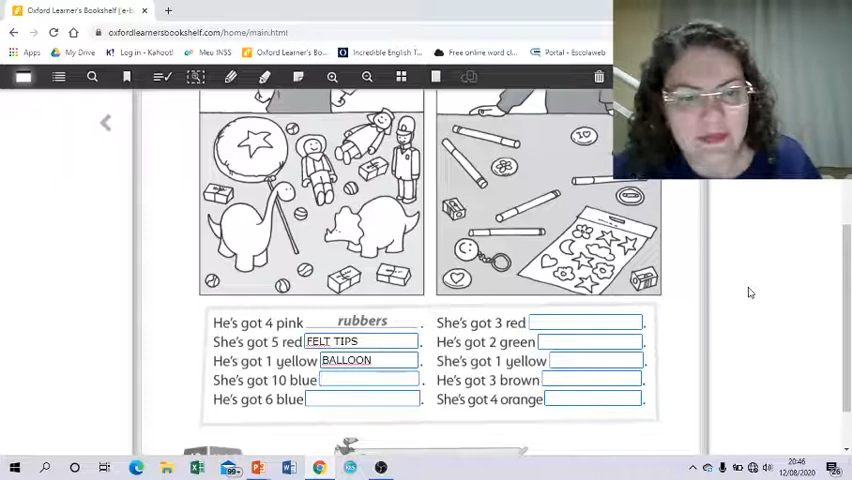 Oxford Learner's Bookshelf | e-b
oxfordlearnersbookshelf.com/home/main.html
Apps My Drive Log in - Kahoot! Meu INSS Oxford Learner's Bo... Incredible English T... Free online word cl... Portal - Escolaweb
I
He's got 4 pink rubbers .
She's got 5 red FELT TIPS .
He's got 1 yellow BALLOON .
She's got 10 blue .
He's got 6 blue .
She's got 3 red .
He's got 2 green .
She's got 1 yellow .
He's got 3 brown .
She's got 4 orange .
99+
20:46
12/08/2020
26